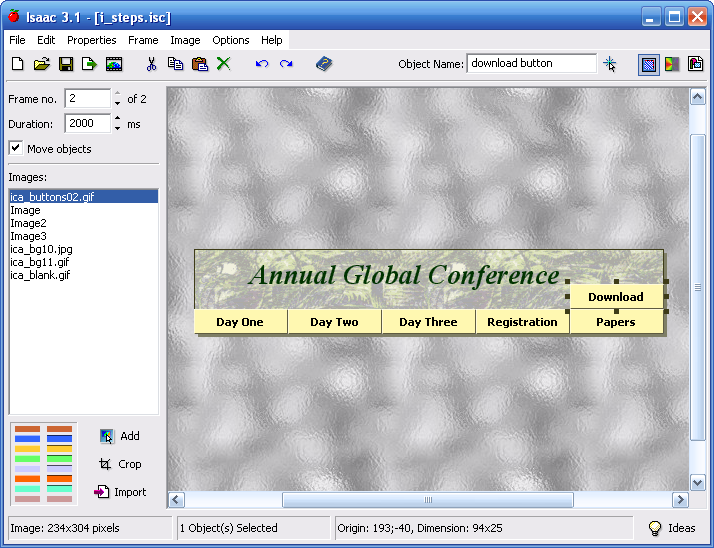 Isaac 3.1 - [i_steps.isc]
File Edit Properties Frame Image Options Help
Object Name: download button
Frame no. 2 of 2
Duration: 2000 ms
Move objects
Images:
ica_buttons02.gif
Image
Image2
Image3
ica_bg10.jpg
ica_bg11.gif
ica_blank.gif
Annual Global Conference
Download
Day One Day Two Day Three Registration Papers
Add
Crop
Import
Image: 234x304 pixels 1 Object(s) Selected Origin: 193;-40, Dimension: 94x25 Ideas